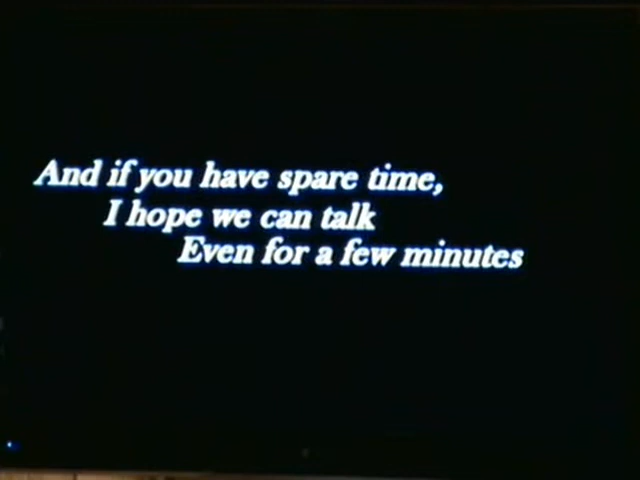 And if you have spare time,
I hope we can talk
Even for a few minutes